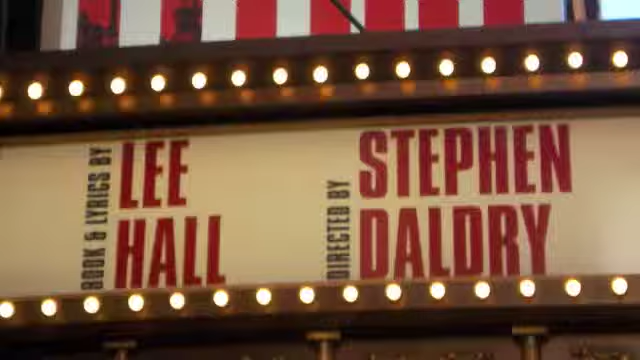 BOOK & LYRICS BY
LEE
HALL
DIRECTED BY
STEPHEN
DALDRY